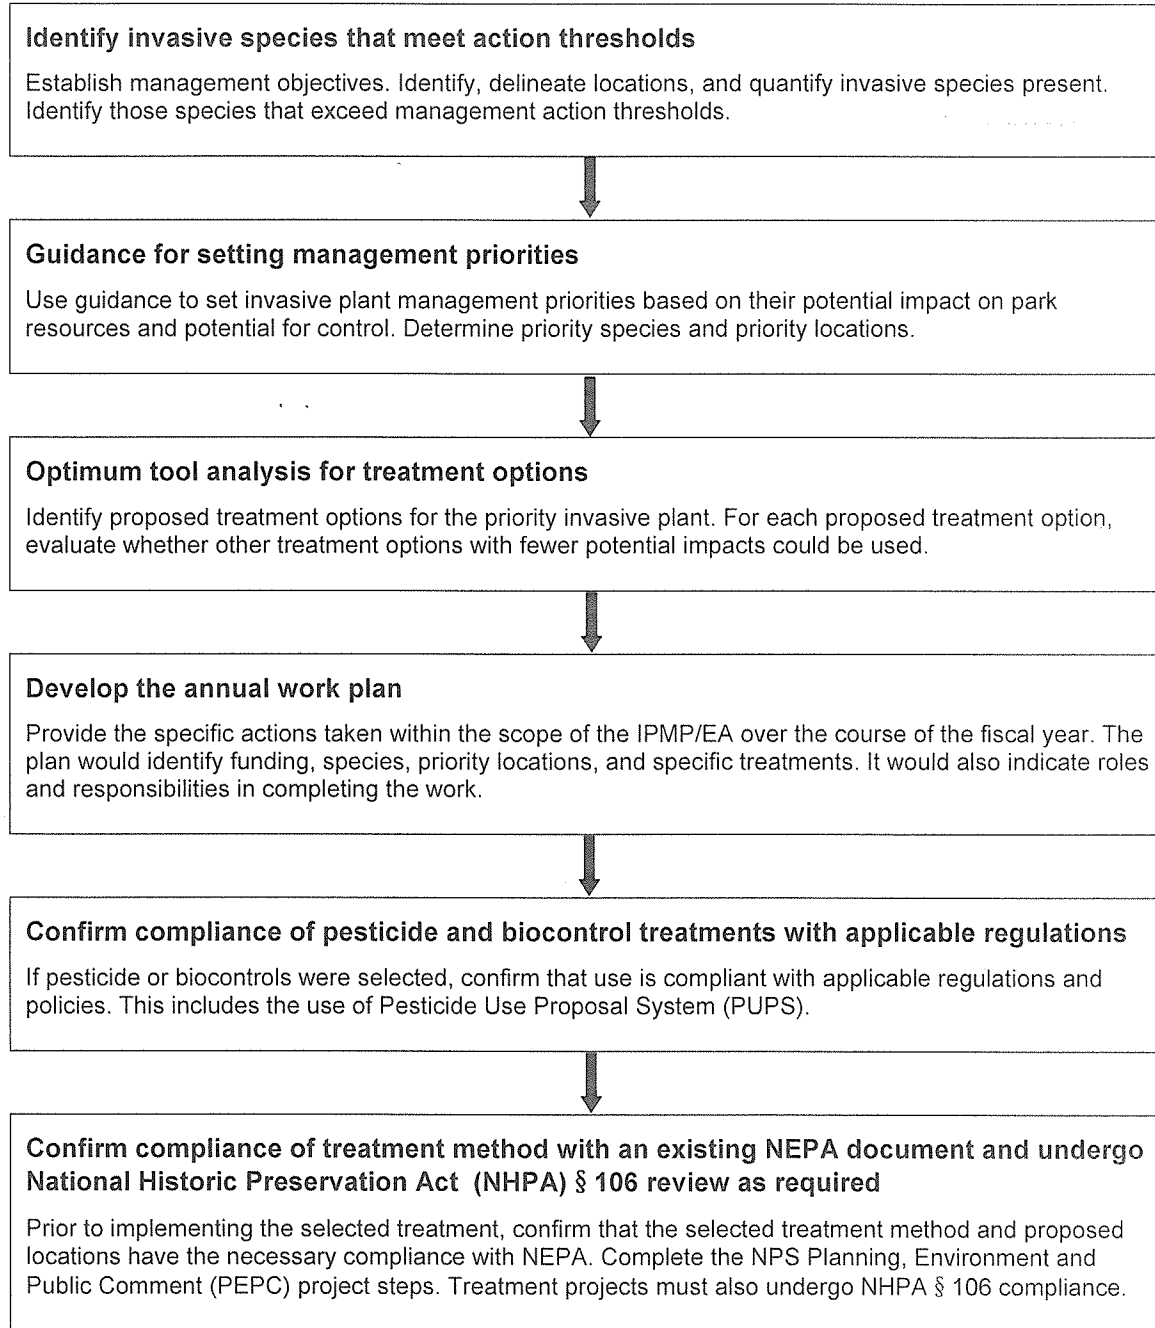 Identify invasive species that meet action thresholds
Establish management objectives. Identify, delineate locations, and quantify invasive species present.
Identify those species that exceed management action thresholds.
Guidance for setting management priorities
Use guidance to set invasive plant management priorities based on their potential impact on park
resources and potential for control. Determine priority species and priority locations.
Optimum tool analysis for treatment options
Identify proposed treatment options for the priority invasive plant. For each proposed treatment option,
evaluate whether other treatment options with fewer potential impacts could be used.
Develop the annual work plan
Provide the specific actions taken within the scope of the IPMP/EA over the course of the fiscal year. The
plan would identify funding, species, priority locations, and specific treatments. It would also indicate roles
and responsibilities in completing the work.
Confirm compliance of pesticide and biocontrol treatments with applicable regulations
If pesticide or biocontrols were selected, confirm that use is compliant with applicable regulations and
policies. This includes the use of Pesticide Use Proposal System (PUPS).
Confirm compliance of treatment method with an existing NEPA document and undergo
National Historic Preservation Act (NHPA) § 106 review as required
Prior to implementing the selected treatment, confirm that the selected treatment method and proposed
locations have the necessary compliance with NEPA. Complete the NPS Planning, Environment and
Public Comment (PEPC) project steps. Treatment projects must also undergo NHPA § 106 compliance.